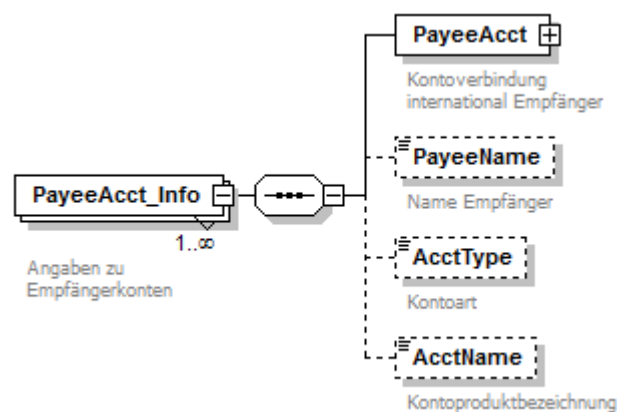 PayeeAcct
Kontoverbindung
international Empfänger
PayeeName
Name Empfänger
PayeeAcct_Info
1..∞
Angaben zu
Empfängerkonten
AcctType
Kontoart
AcctName
Kontoproduktbezeichnung